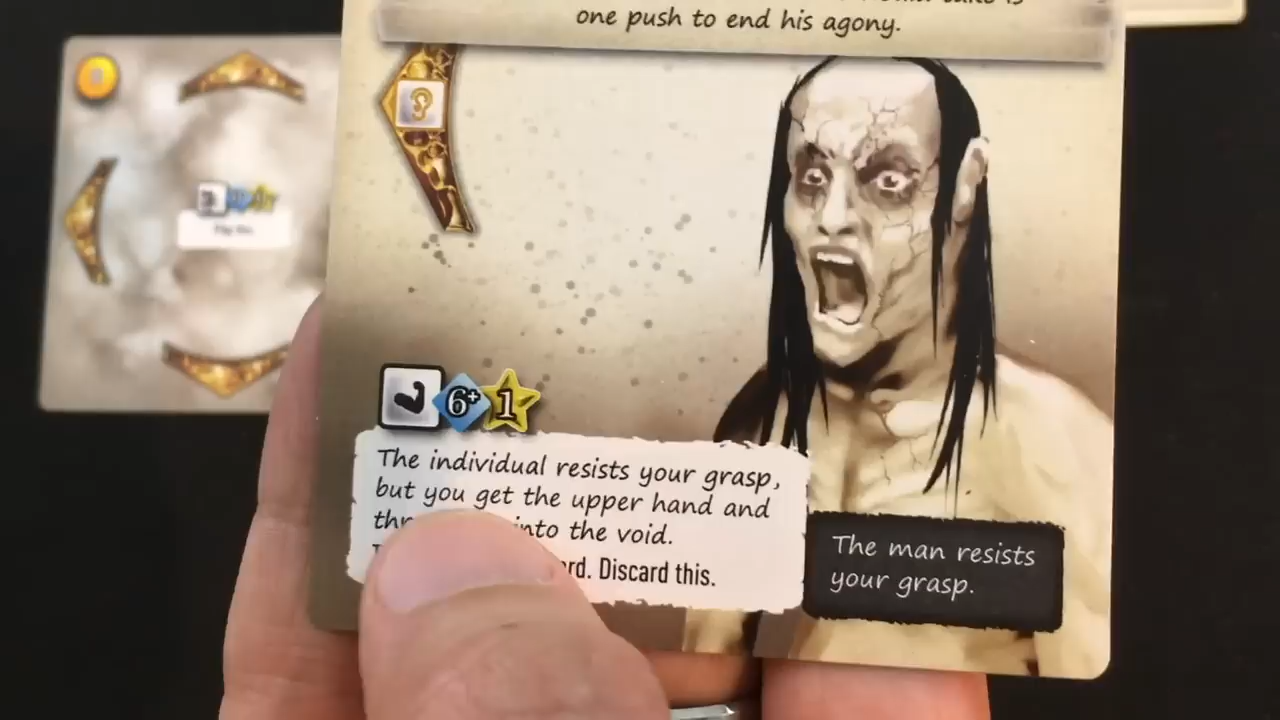 one push to end his agony.
6+ 1
The individual resists your grasp,
but you get the upper hand and
into the void.
Discard this.
The man resists
your grasp.